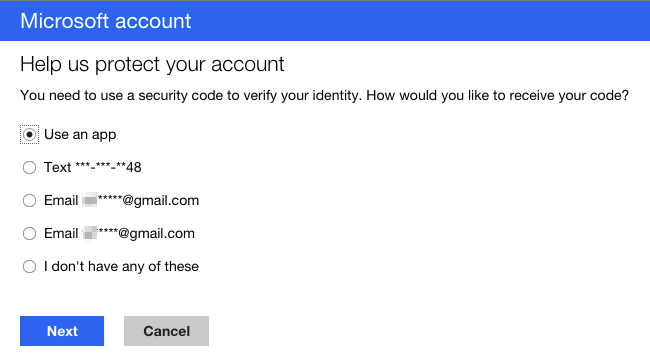 Microsoft account
Help us protect your account
You need to use a security code to verify your identity. How would you like to receive your code?
Use an app
Text ***-***-**48
Email *****@gmail.com
Email ****@gmail.com
I don't have any of these
Next Cancel